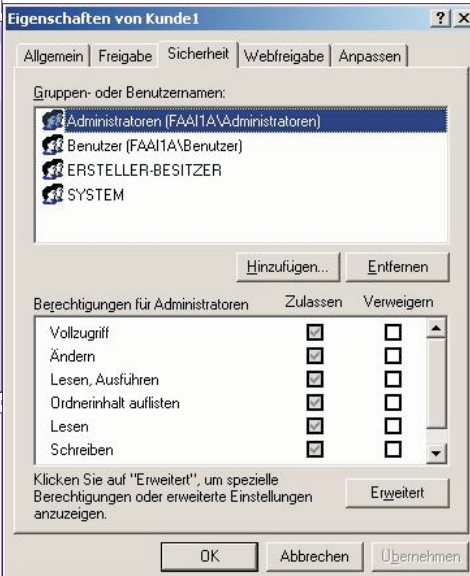 Eigenschaften von Kunde1
Allgemein Freigabe Sicherheit Webfreigabe Anpassen
Gruppen- oder Benutzernamen:
Administratoren (FAAI1A\Administratoren)
Benutzer (FAAI1A\Benutzer)
ERSTELLER-BESITZER
SYSTEM
Hinzufügen... Entfernen
Berechtigungen für Administratoren Zulassen Verweigern
Vollzugriff
Ändern
Lesen, Ausführen
Ordnerinhalt auflisten
Lesen
Schreiben
Klicken Sie auf "Erweitert", um spezielle
Berechtigungen oder erweiterte Einstellungen
anzuzeigen.
Erweitert
OK Abbrechen Übernehmen